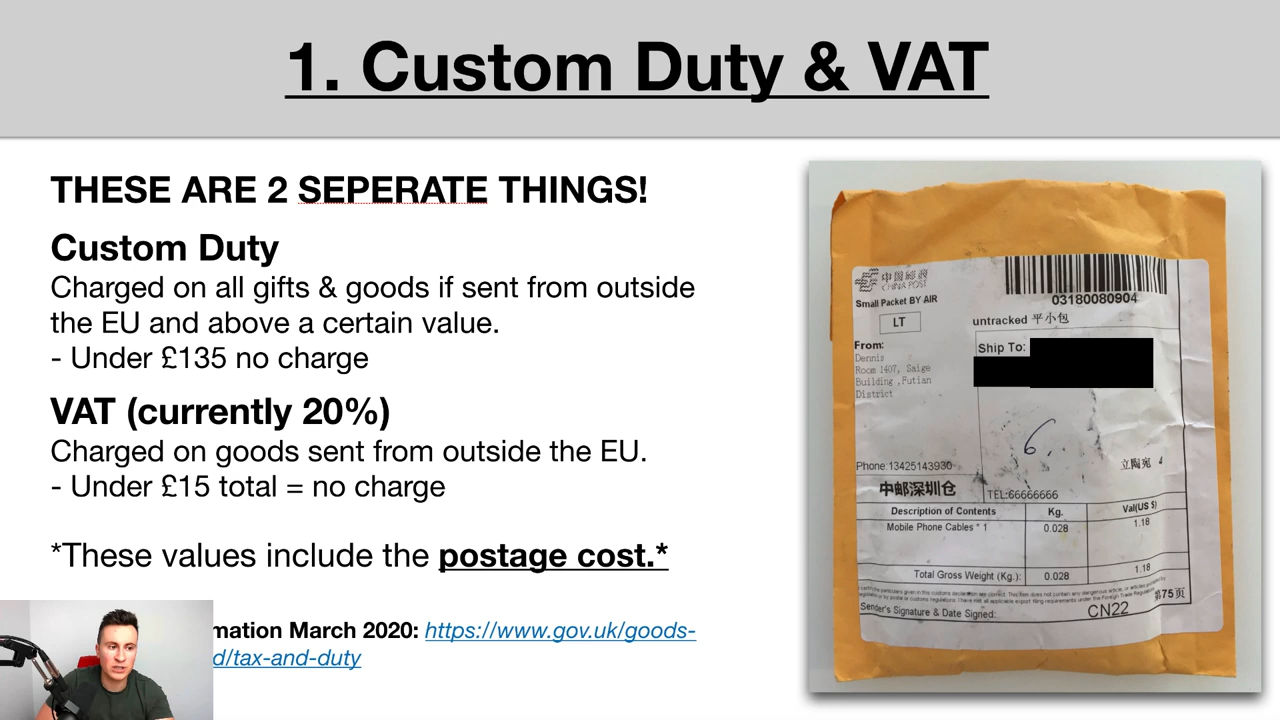 1. Custom Duty & VAT
THESE ARE 2 SEPERATE THINGS!
Custom Duty
Charged on all gifts & goods if sent from outside
the EU and above a certain value.
- Under £135 no charge
VAT (currently 20%)
Charged on goods sent from outside the EU.
- Under £15 total = no charge
*These values include the postage cost.*
mation March 2020: https://www.gov.uk/goods-
d/tax-and-duty
中国邮政
CHINA POST
Small Packet BY AIR
LT
03180080904
untracked 平小包
From:
Dennis
Room 1407, Saige
Building ,Futian
District
Ship To:
6
Phone:13425143930
立陶宛 4
中邮深圳仓
TEL:66666666
Description of Contents Kg. Val(US $)
Mobile Phone Cables * 1 0.028 1.18
Total Gross Weight (Kg.): 0.028 1.18
第75页
Sender's Signature & Date Signed: CN22